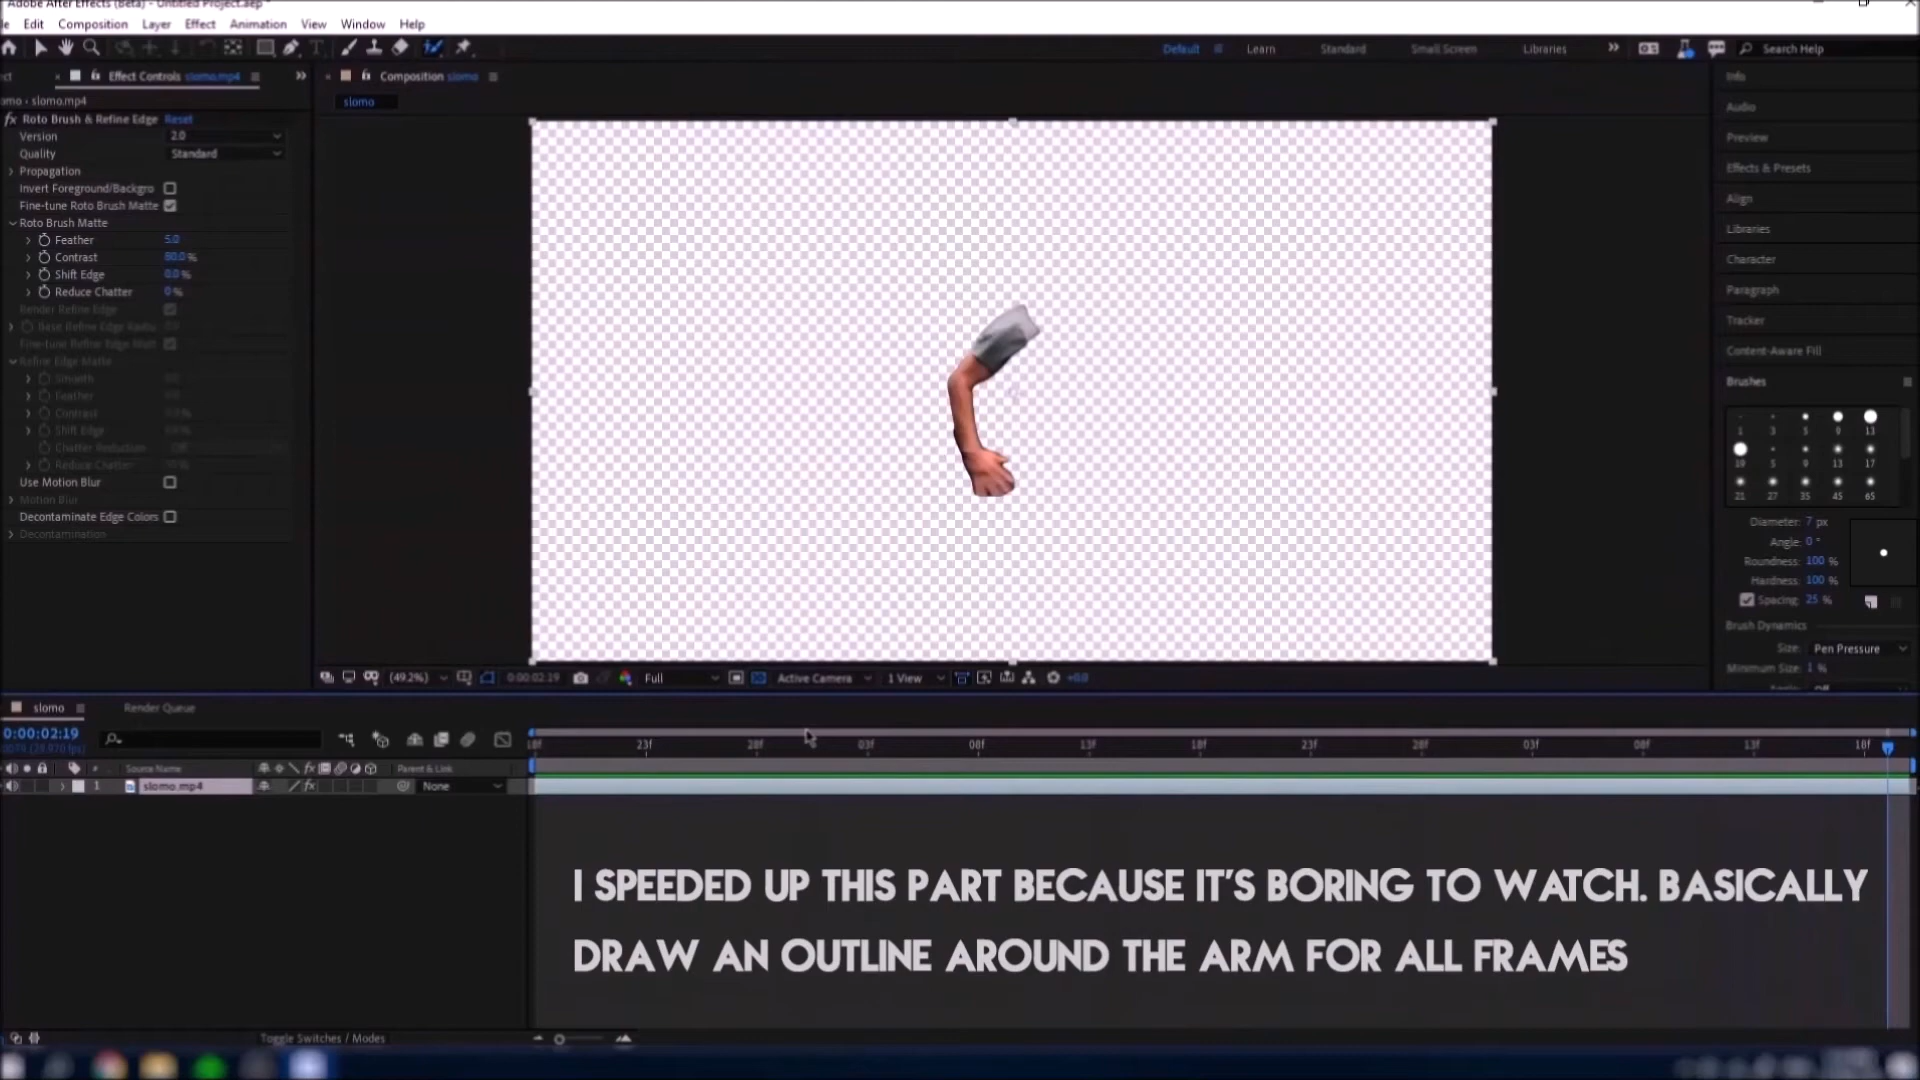 Adobe After Effects (Beta) - Untitled Project.aep *
Edit Composition Layer Effect Animation View Window Help
Default Learn Standard Small Screen Libraries Search Help
Effect Controls slomo.mp4
Composition slomo
slomo • slomo.mp4
slomo
fx Roto Brush & Refine Edge Reset
Version 2.0
Quality Standard
Propagation
Invert Foreground/Backgro
Fine-tune Roto Brush Matte
Roto Brush Matte
Feather 5.0
Contrast 80.0 %
Shift Edge 0.0 %
Reduce Chatter 0 %
Render Refine Edge
Base Refine Edge Radiu
Fine-tune Refine Edge Matt
Refine Edge Matte
Smooth
Feather
Contrast
Shift Edge
Chatter Reduction
Reduce Chatter
Use Motion Blur
Motion Blur
Decontaminate Edge Colors
Decontamination
Info
Audio
Preview
Effects & Presets
Align
Libraries
Character
Paragraph
Tracker
Content-Aware Fill
Brushes
1 3 5 9 13
19 5 9 13 17
21 27 35 45 65
Diameter: 7 px
Angle: 0 °
Roundness: 100 %
Hardness: 100 %
Spacing: 25 %
Brush Dynamics
Size: Pen Pressure
Minimum Size: 1 %
(49.2%) 0:00:02:19 Full Active Camera 1 View +0.0
slomo Render Queue
0:00:02:19
18f 23f 28f 03f 08f 13f 18f 23f 28f 03f 08f 13f 18f
# Source Name Parent & Link
1 slomo.mp4 None
I SPEEDED UP THIS PART BECAUSE IT'S BORING TO WATCH. BASICALLY
DRAW AN OUTLINE AROUND THE ARM FOR ALL FRAMES
Toggle Switches / Modes